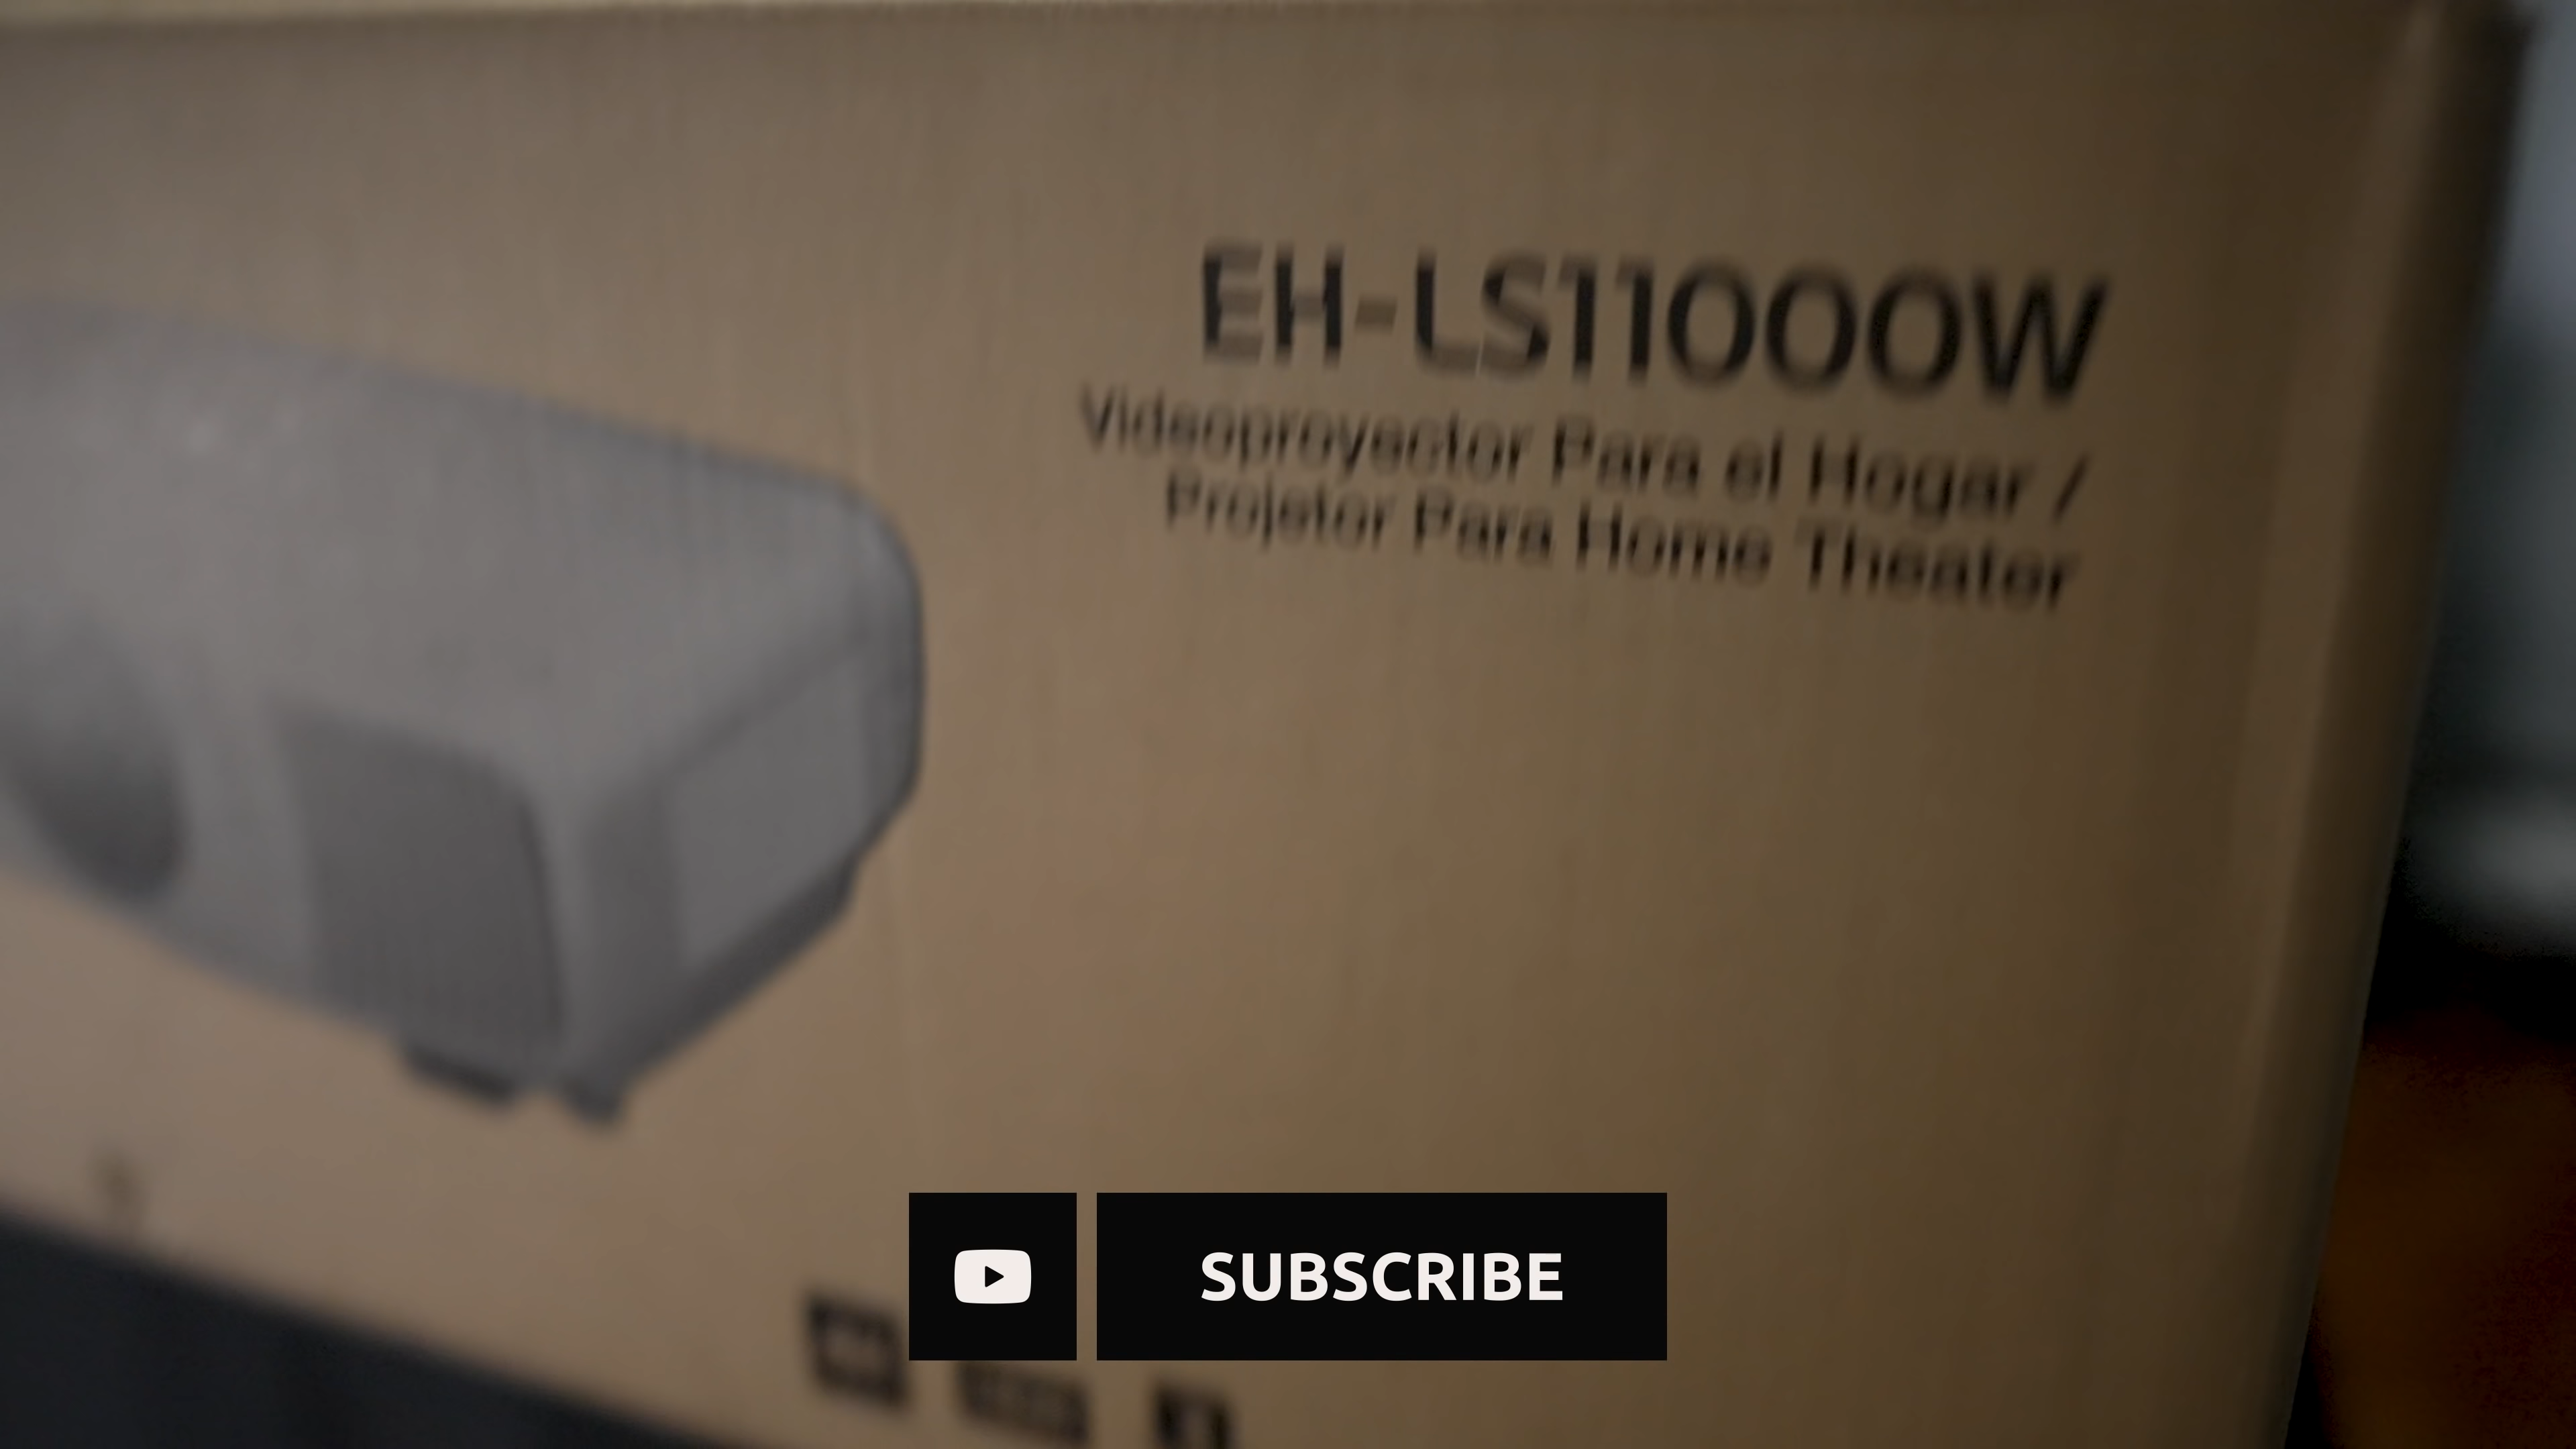 EH-LS11000W
Videoproyector Para el Hogar /
Projetor Para Home Theater
SUBSCRIBE